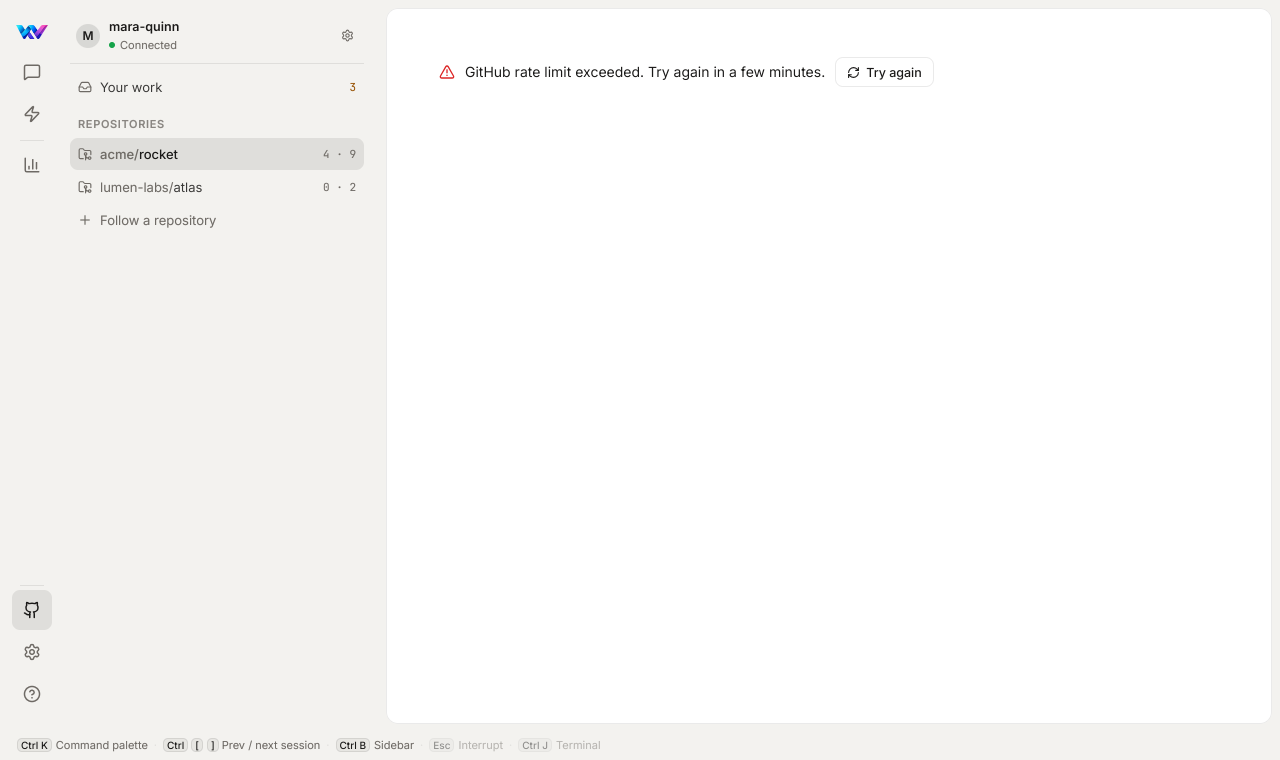 M
mara-quinn
Connected
Your work 3
REPOSITORIES
acme/rocket 4 · 9
lumen-labs/atlas 0 · 2
Follow a repository
GitHub rate limit exceeded. Try again in a few minutes. Try again
Ctrl K Command palette · Ctrl [ ] Prev / next session · Ctrl B Sidebar · Esc Interrupt · Ctrl J Terminal